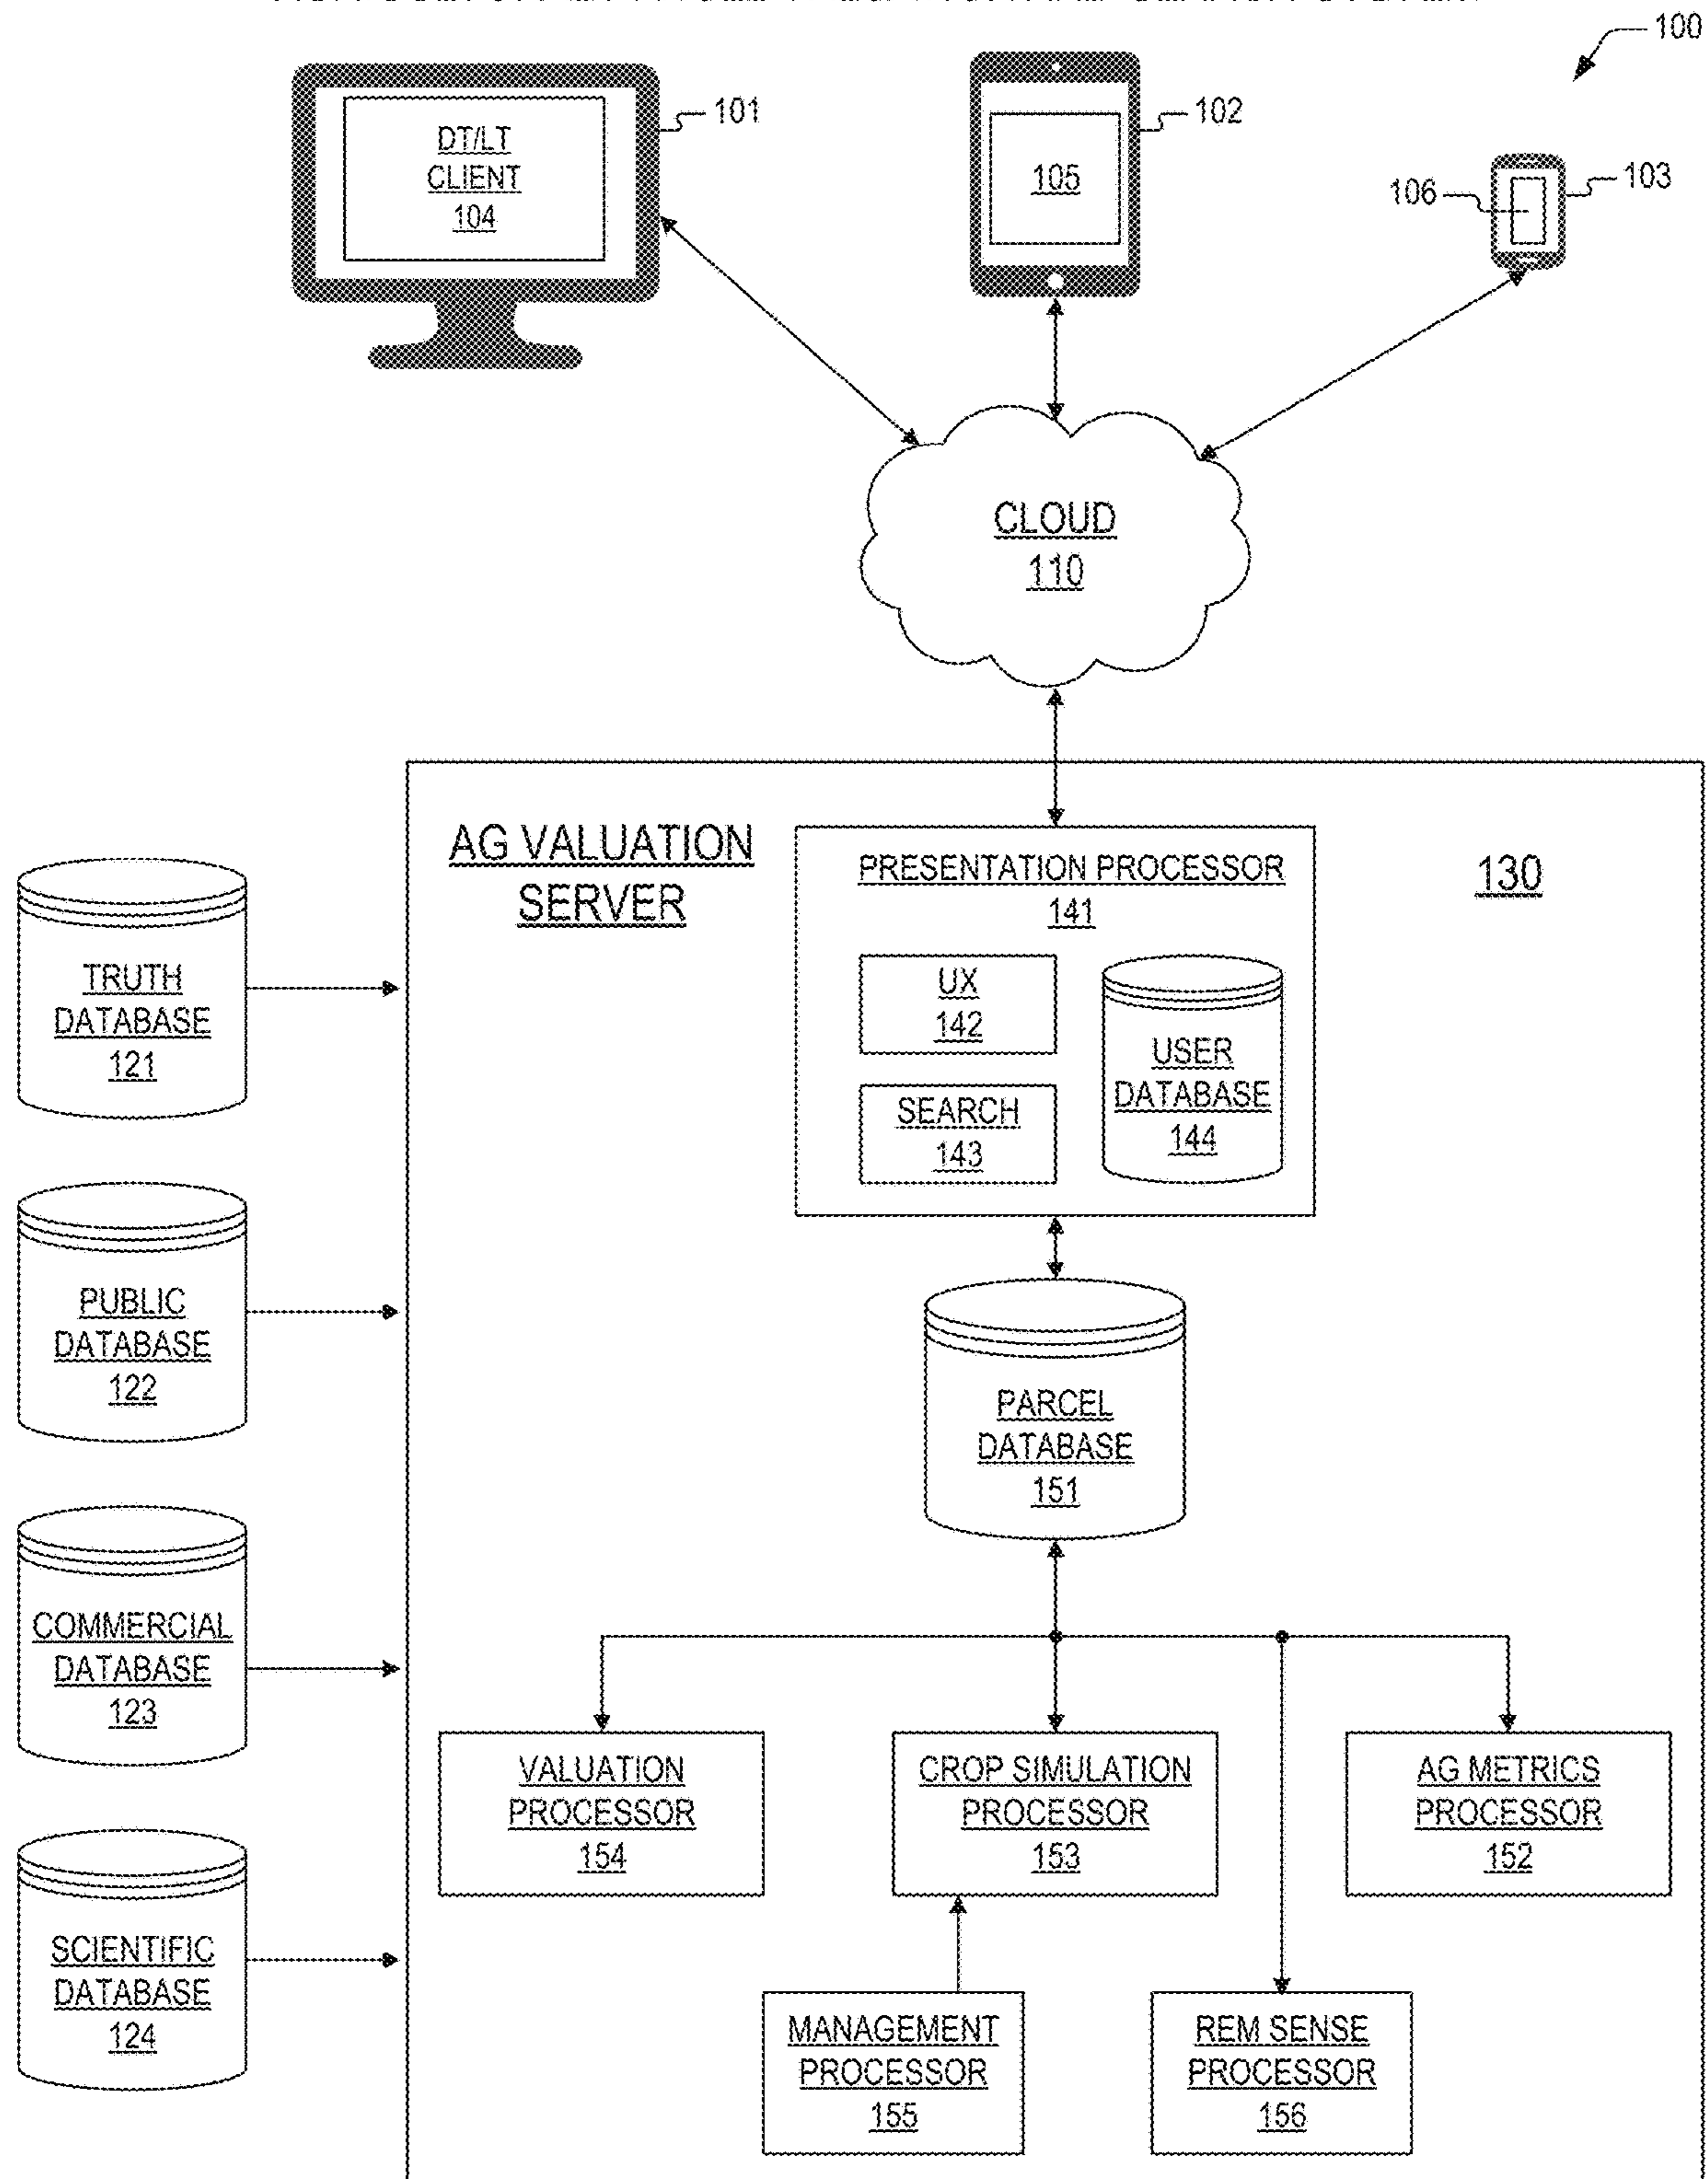 100
101
102
DT/LT
CLIENT
104
105
106
103
CLOUD
110
AG VALUATION
SERVER
130
PRESENTATION PROCESSOR
141
UX
142
SEARCH
143
USER
DATABASE
144
TRUTH
DATABASE
121
PUBLIC
DATABASE
122
COMMERCIAL
DATABASE
123
SCIENTIFIC
DATABASE
124
PARCEL
DATABASE
151
VALUATION
PROCESSOR
154
CROP SIMULATION
PROCESSOR
153
AG METRICS
PROCESSOR
152
MANAGEMENT
PROCESSOR
155
REM SENSE
PROCESSOR
156